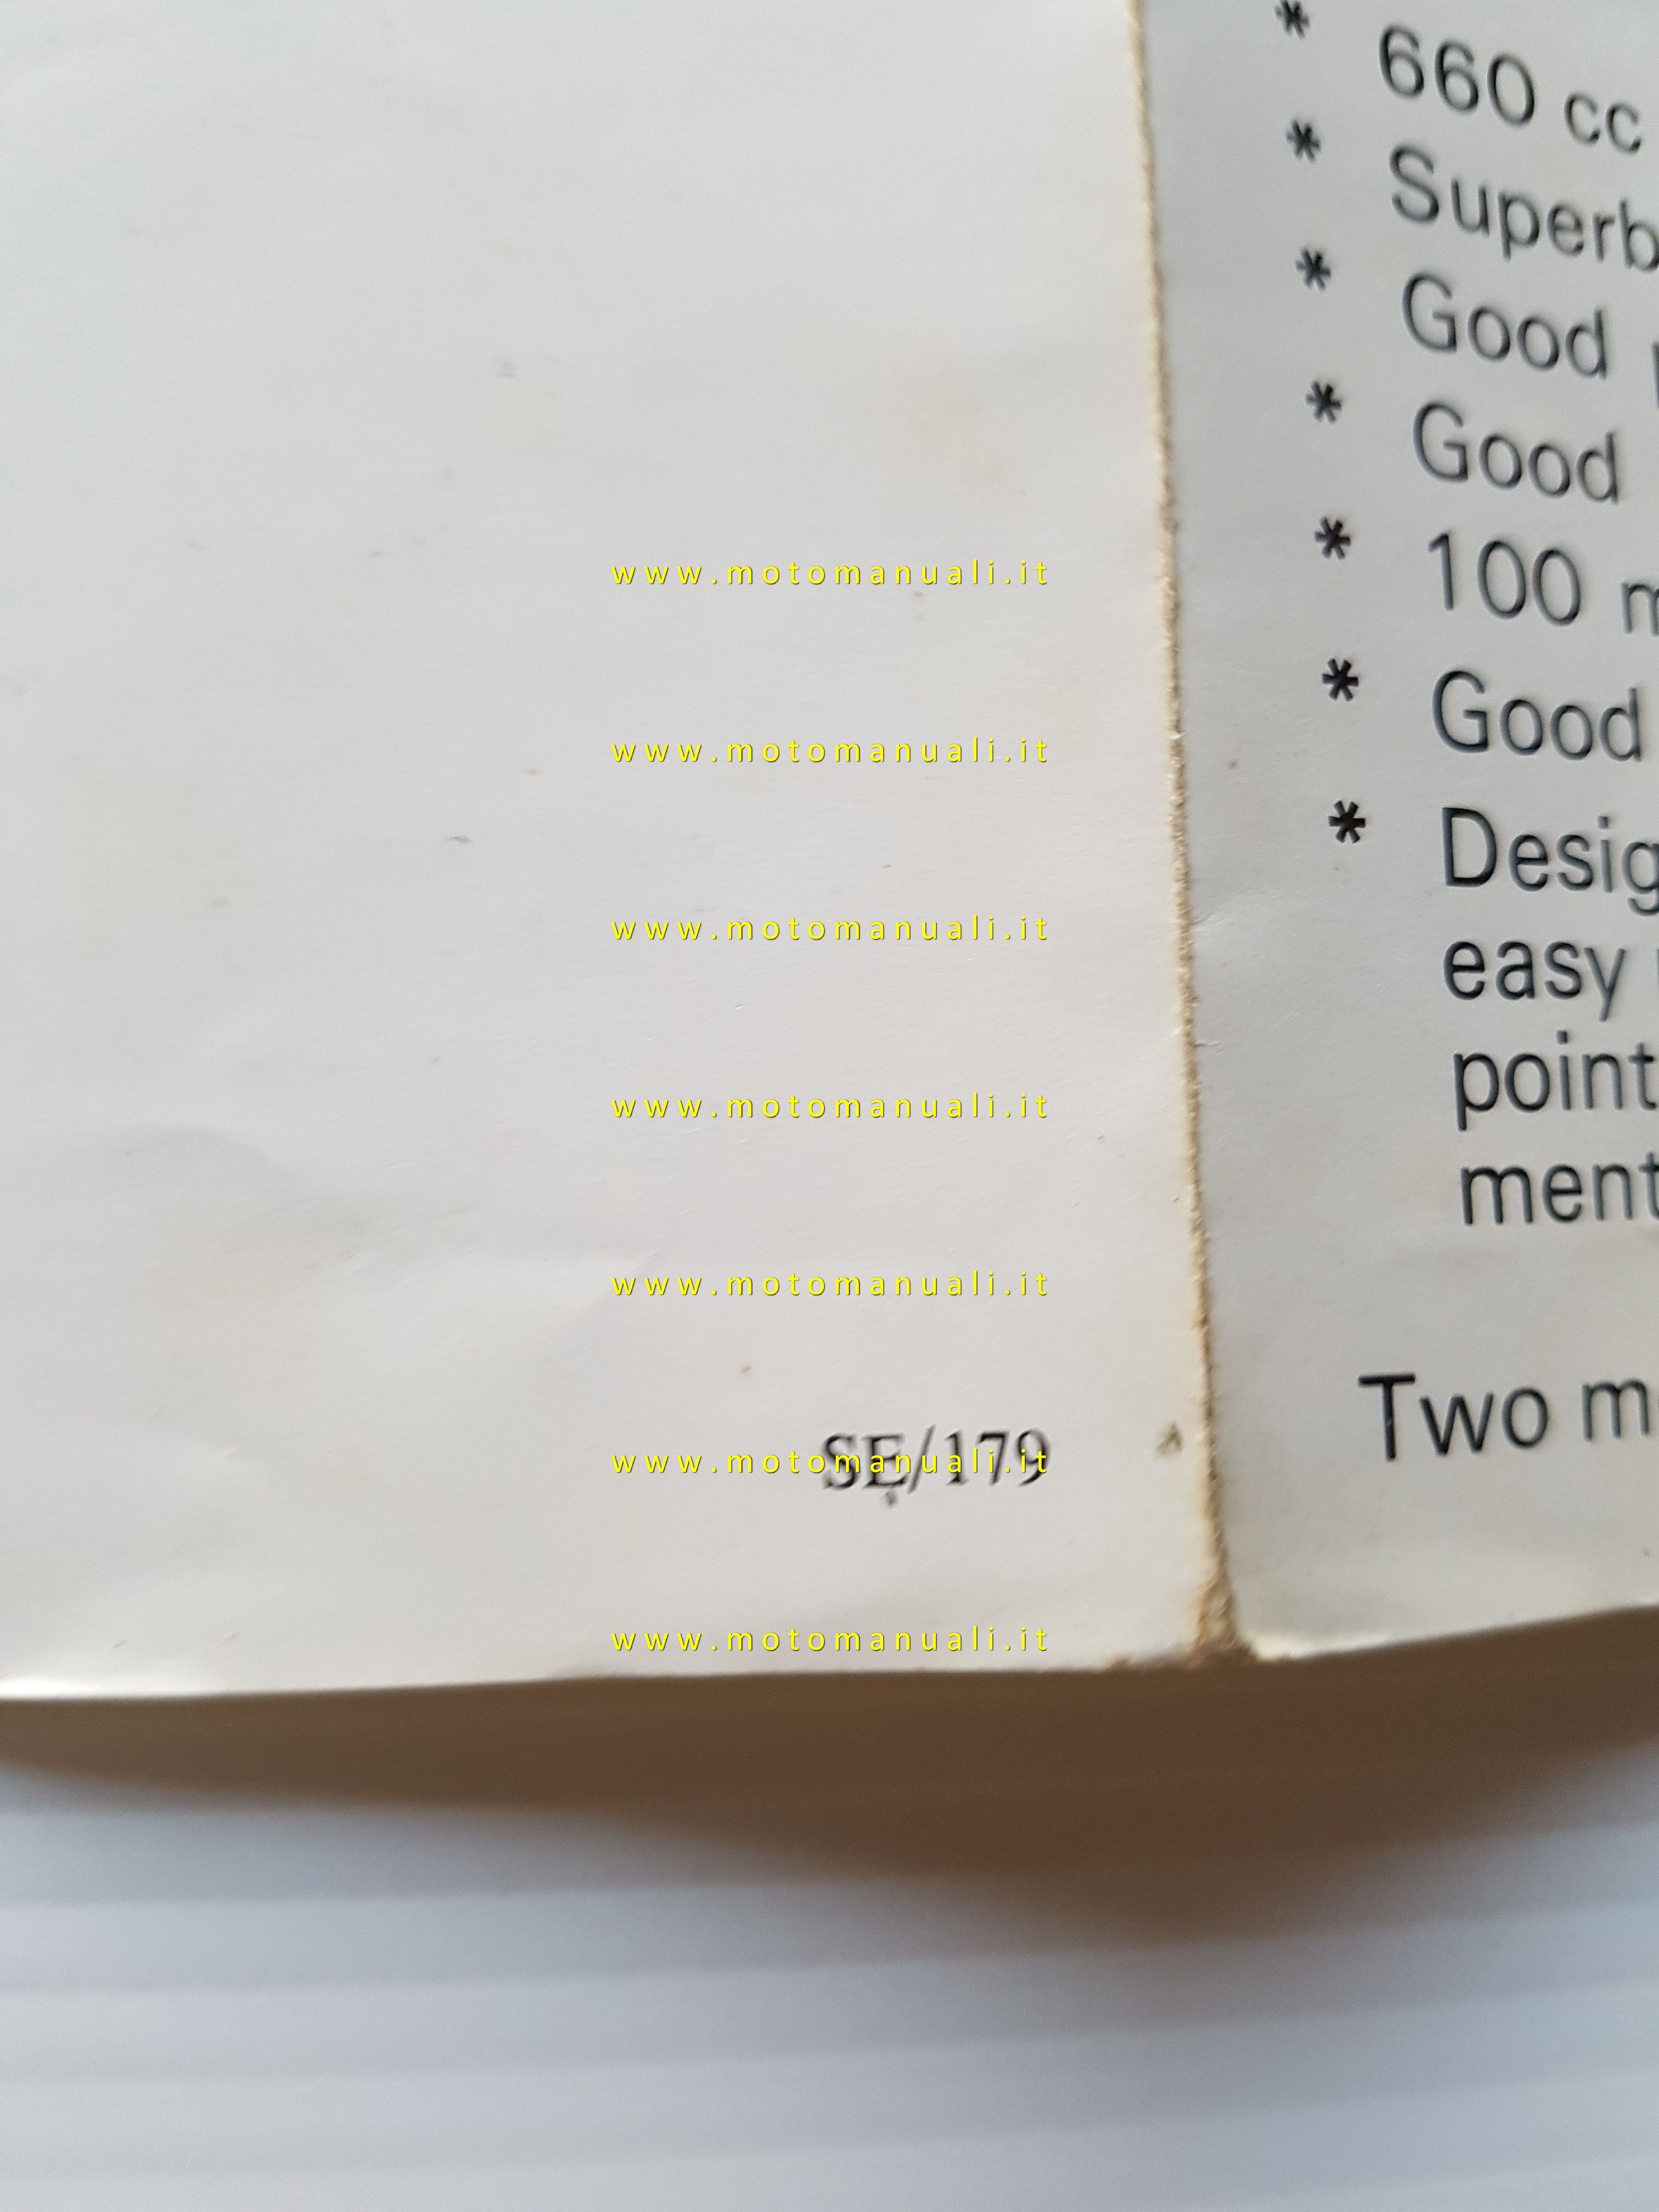 www.motomanuali.it
www.motomanuali.it
www.motomanuali.it
www.motomanuali.it
www.motomanuali.it
SE/179
www.motomanuali.it
www.motomanuali.it
* 660 cc
* Superb
* Good
* Good
* 100
* Good
* Desig
easy
point
ment
Two